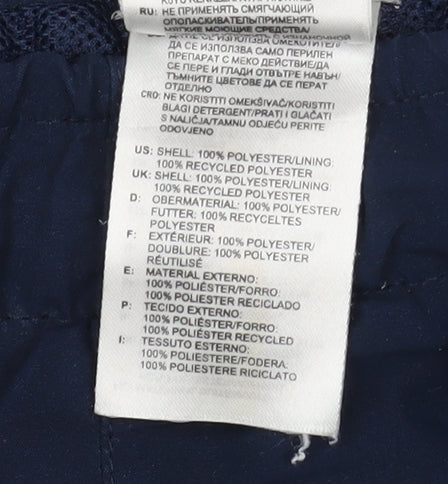 RU: НЕ ПРИМЕНЯТЬ СМЯГЧАЮЩИЙ
ОПОЛАСКИВАТЕЛЬ/ПРИМЕНЯТЬ
МЯГКИЕ МОЮЩИЕ СРЕДСТВА/
ДА СЕ ИЗПОЛЗВА САМО ПЕРИЛЕН
ПРЕПАРАТ С МЕКО ДЕЙСТВИЕ/ДА
СЕ ПЕРЕ И ГЛАДИ ОТВЪТРЕ НАВЪН/
ТЪМНИТЕ ЦВЕТОВЕ ДА СЕ ПЕРАТ
ОТДЕЛНО
CRO: NE KORISTITI OMEKŠIVAČ/KORISTITI
BLAGI DETERGENT/PRATI I GLAČATI
S NALIČJA/TAMNU ODJEĆU PERITE
ODVOJENO
US: SHELL: 100% POLYESTER/LINING:
100% RECYCLED POLYESTER
UK: SHELL: 100% POLYESTER/LINING:
100% RECYCLED POLYESTER
D: OBERMATERIAL: 100% POLYESTER/
FUTTER: 100% RECYCELTES
POLYESTER
F: EXTÉRIEUR: 100% POLYESTER/
DOUBLURE: 100% POLYESTER
RÉUTILISÉ
E: MATERIAL EXTERNO:
100% POLIÉSTER/FORRO:
100% POLIÉSTER RECICLADO
P: TECIDO EXTERNO:
100% POLIÉSTER/FORRO:
100% POLIÉSTER RECYCLED
I: TESSUTO ESTERNO:
100% POLIESTERE/FODERA:
100% POLIESTERE RICICLATO